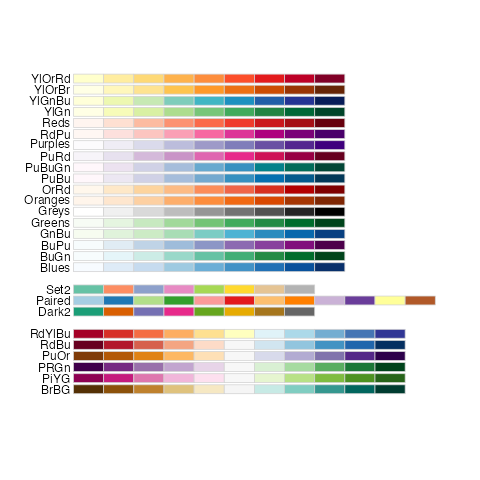 YlOrRd
YlOrBr
YlGnBu
YlGn
Reds
RdPu
Purples
PuRd
PuBuGn
PuBu
OrRd
Oranges
Greys
Greens
GnBu
BuPu
BuGn
Blues
Set2
Paired
Dark2
RdYlBu
RdBu
PuOr
PRGn
PiYG
BrBG